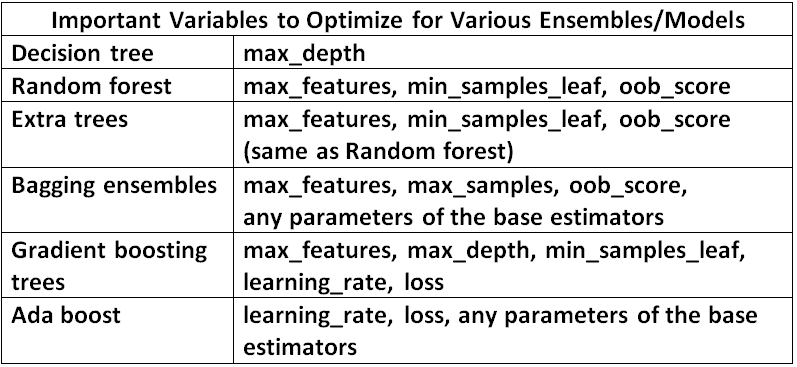 Important Variables to Optimize for Various Ensembles/Models
Decision tree max_depth
Random forest max_features, min_samples_leaf, oob_score
Extra trees max_features, min_samples_leaf, oob_score
(same as Random forest)
Bagging ensembles max_features, max_samples, oob_score,
any parameters of the base estimators
Gradient boosting max_features, max_depth, min_samples_leaf,
trees learning_rate, loss
Ada boost learning_rate, loss, any parameters of the base
estimators